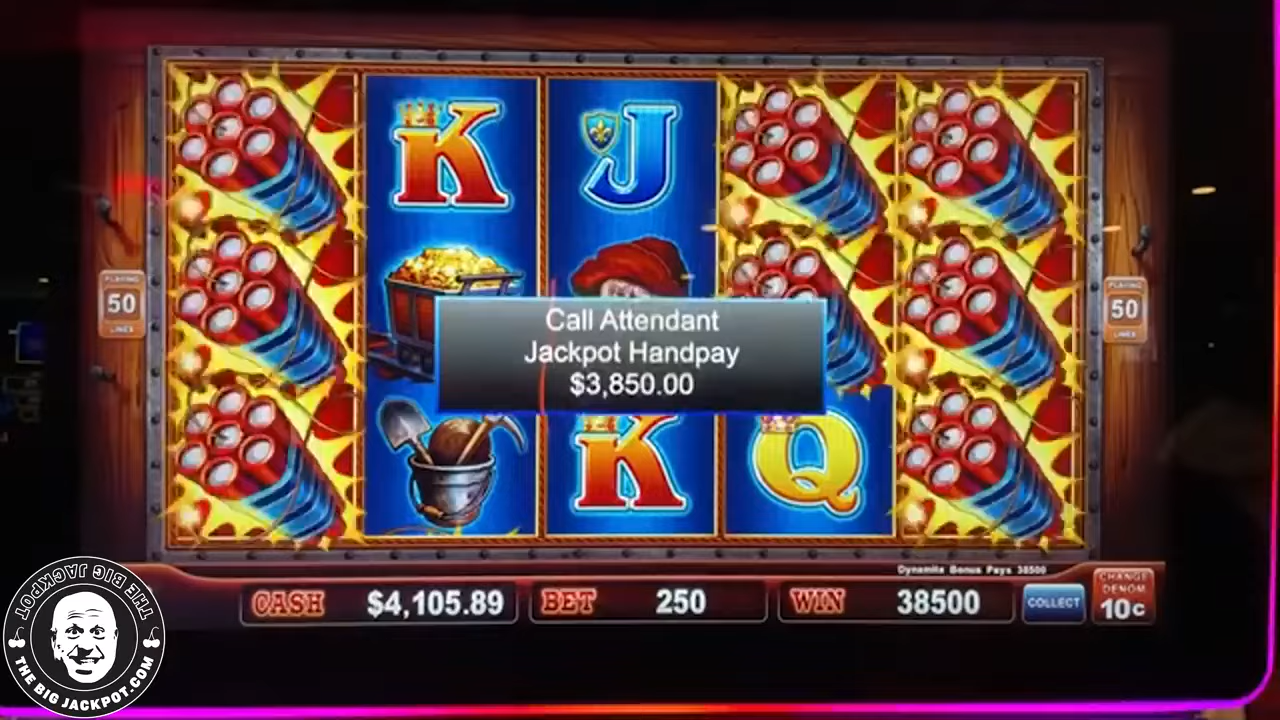 K
J
PLAYING
50
LINES
PLAYING
50
LINES
Call Attendant
Jackpot Handpay
$3,850.00
K
Q
Dynamite Bonus Pays 38500
CASH $4,105.89
BET 250
WIN 38500
COLLECT
CHANGE
DENOM
10¢
THE BIG JACKPOT
THE BIG JACKPOT.COM